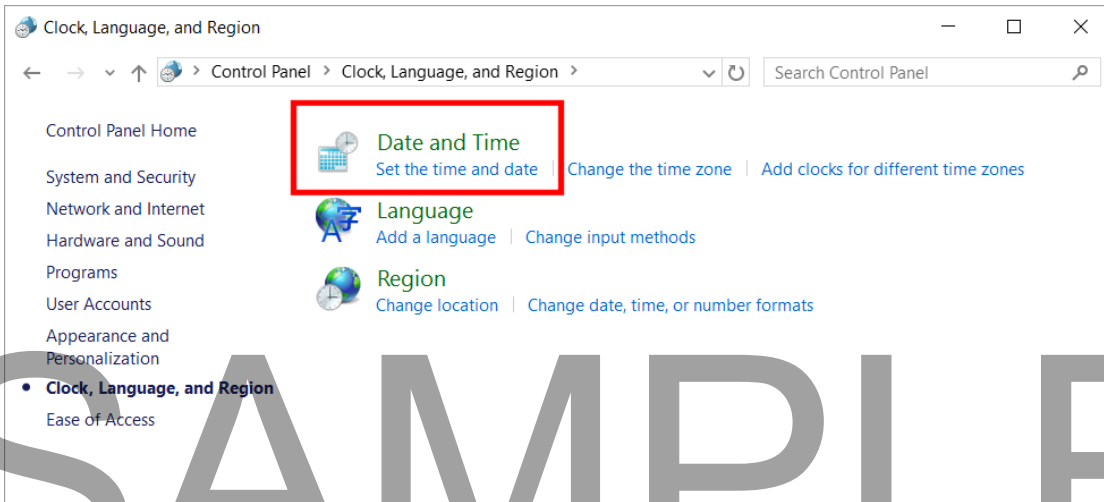 Clock, Language, and Region
Control Panel > Clock, Language, and Region >
Search Control Panel
Control Panel Home
System and Security
Network and Internet
Hardware and Sound
Programs
User Accounts
Appearance and
Personalization
• Clock, Language, and Region
Ease of Access
Date and Time
Set the time and date | Change the time zone | Add clocks for different time zones
Language
Add a language | Change input methods
Region
Change location | Change date, time, or number formats
SAMPLE